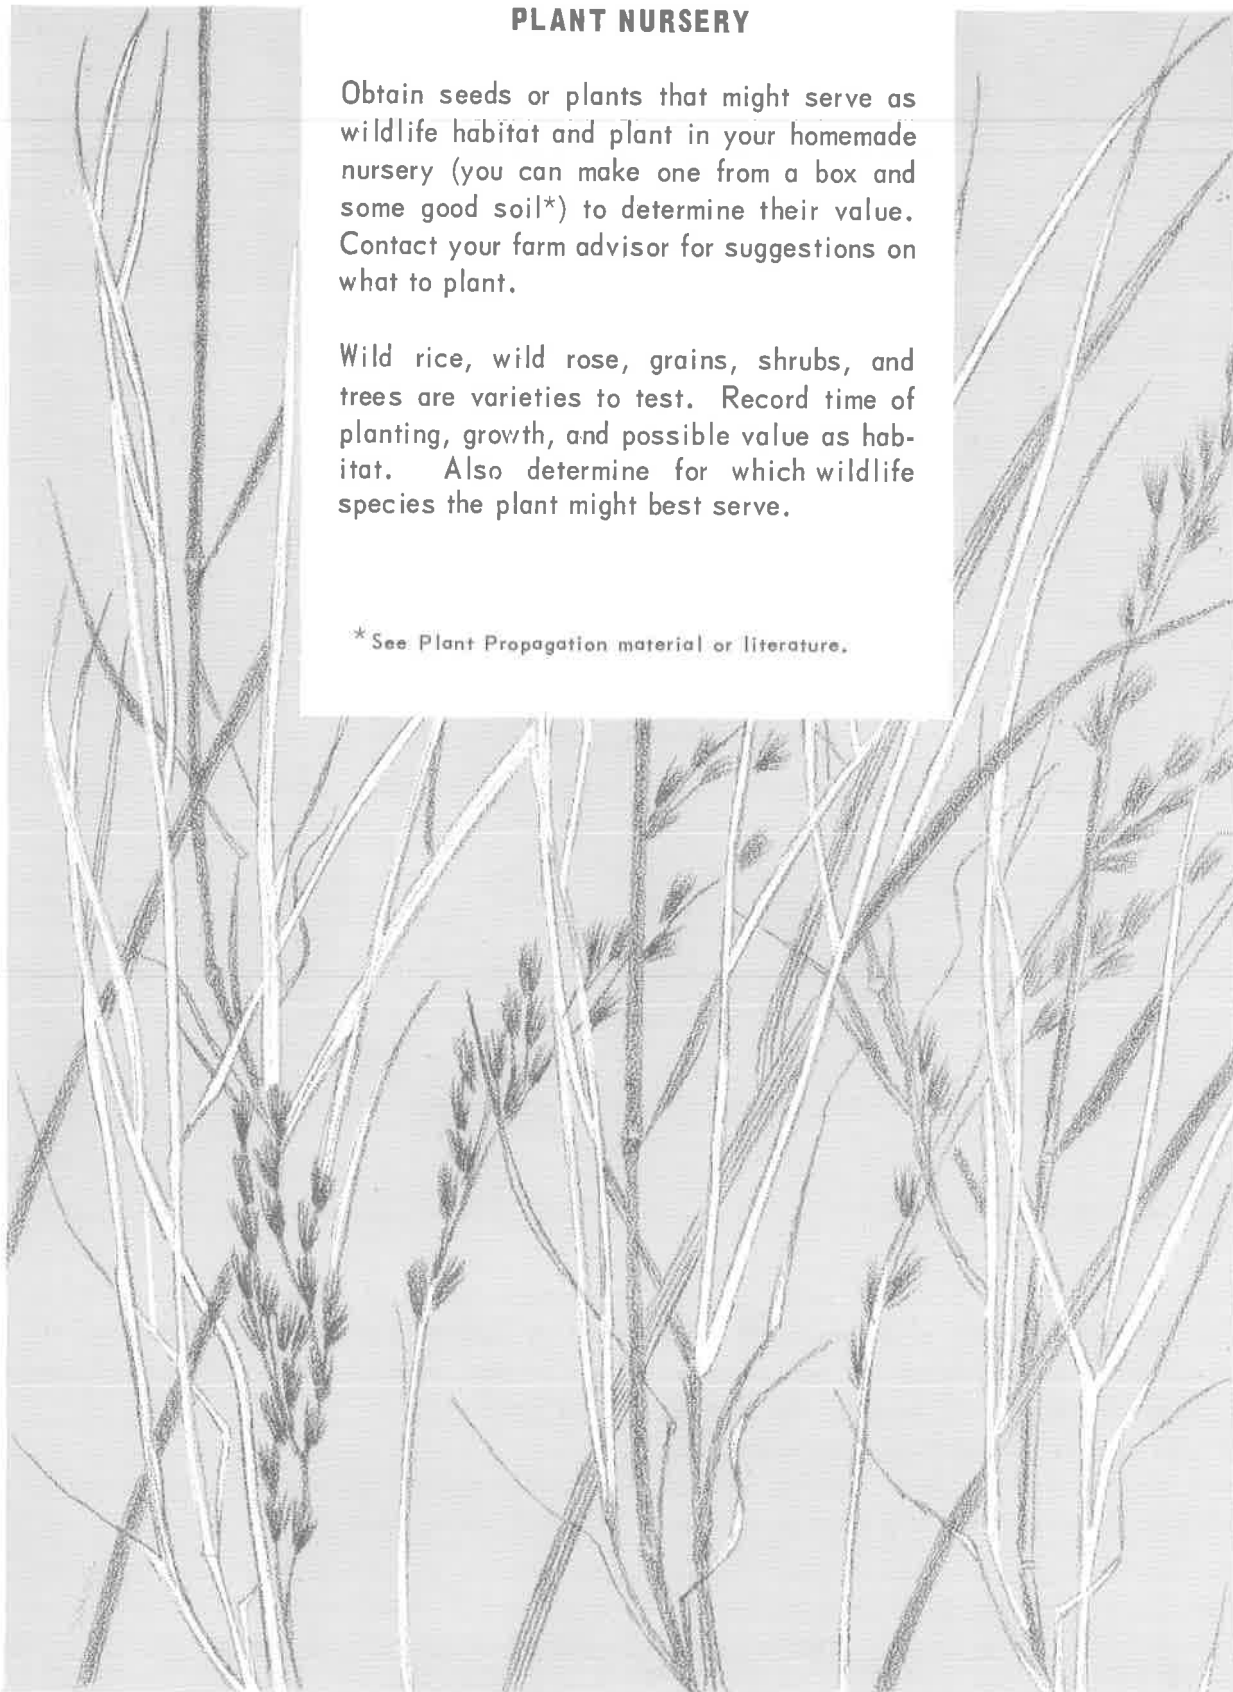 PLANT NURSERY
Obtain seeds or plants that might serve as
wildlife habitat and plant in your homemade
nursery (you can make one from a box and
some good soil*) to determine their value.
Contact your farm advisor for suggestions on
what to plant.
Wild rice, wild rose, grains, shrubs, and
trees are varieties to test. Record time of
planting, growth, and possible value as hab-
itat. Also determine for which wildlife
species the plant might best serve.
*See Plant Propagation material or literature.